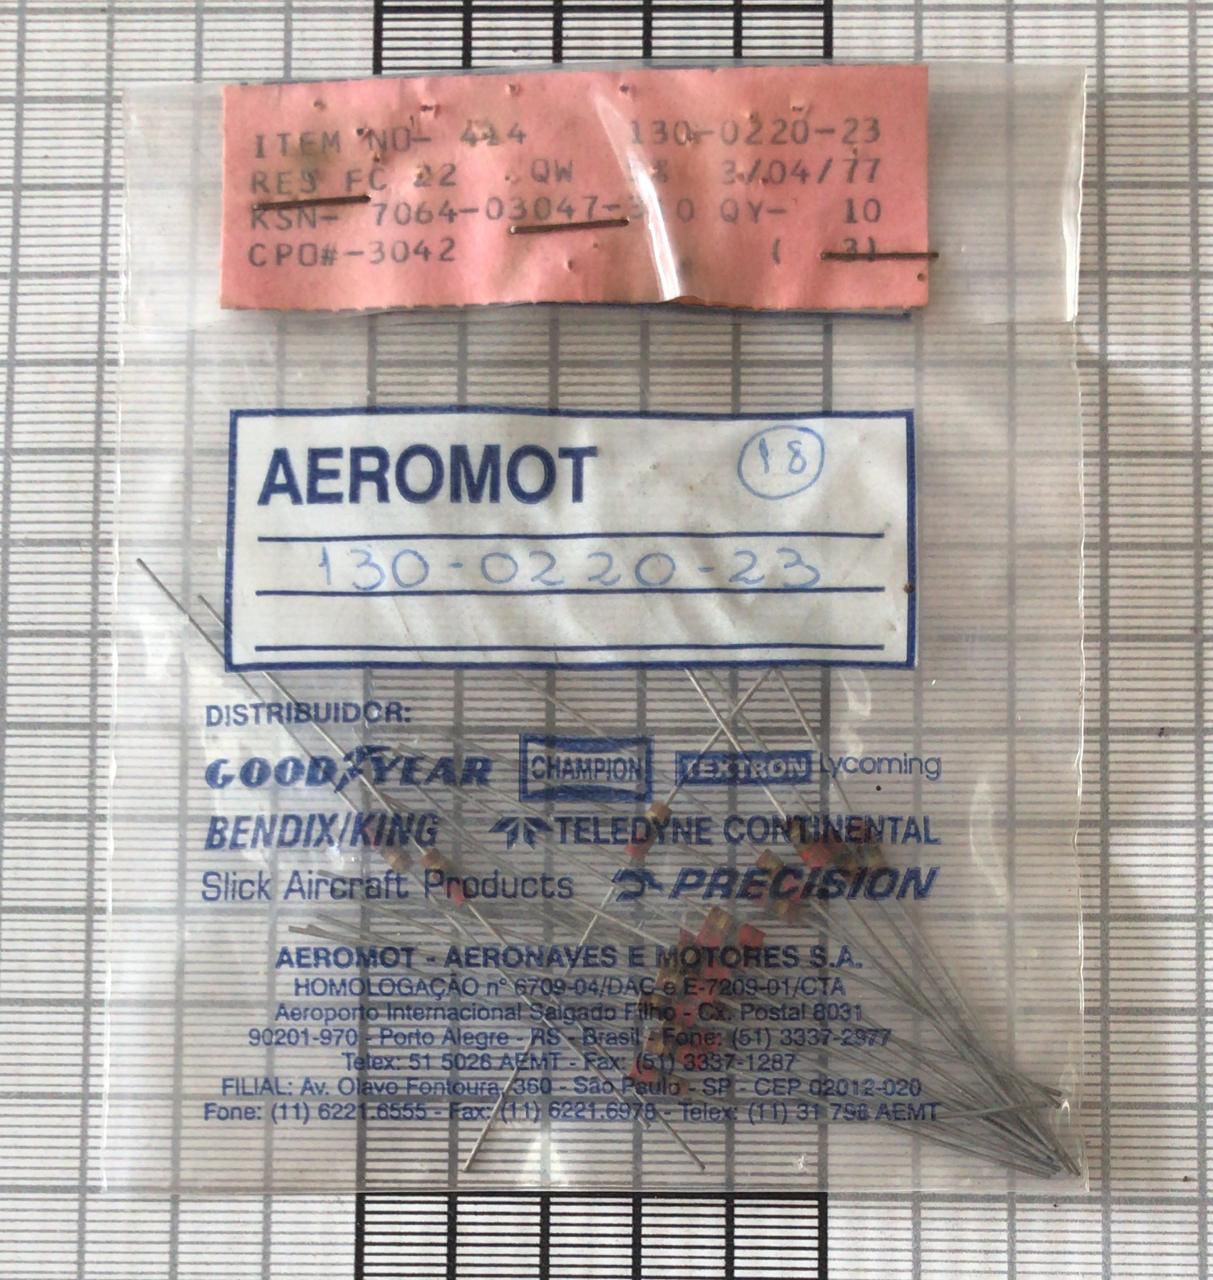 ITEM NO- 414 130-0220-23
RES FC 22 QW 3/04/77
KSN- 7064-03047- 0 QY- 10
CPO#-3042 ( 3)
AEROMOT 18
130-0220-23
DISTRIBUIDOR:
GOODYEAR CHAMPION TEXTRON Lycoming
BENDIX/KING TELEDYNE CONTINENTAL
Slick Aircraft Products PRECISION
AEROMOT - AERONAVES E MOTORES S.A.
HOMOLOGAÇÃO nº 6709-04/DAC e E-7209-01/CTA
Aeroporto Internacional Salgado Filho - Cx. Postal 8031
90201-970 - Porto Alegre - RS - Brasil - Fone: (51) 3337-2977
Telex: 51 5026 AEMT - Fax: (51) 3337-1287
FILIAL: Av. Olavo Fontoura, 360 - São Paulo - SP - CEP 02012-020
Fone: (11) 6221.6555 - Fax: (11) 6221.6978 - Telex: (11) 31 796 AEMT